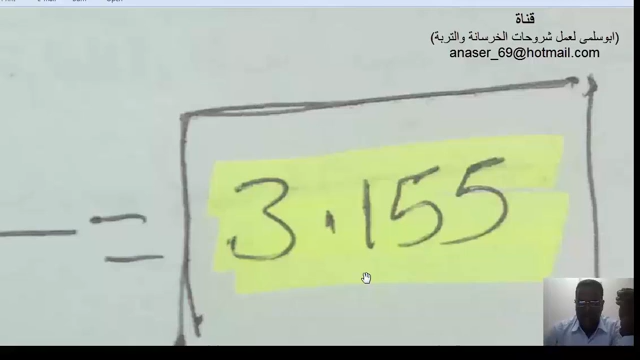 قناة
(ابوسلمى لعمل شروحات الخرسانة والتربة)
anaser_69@hotmail.com
= 3.155